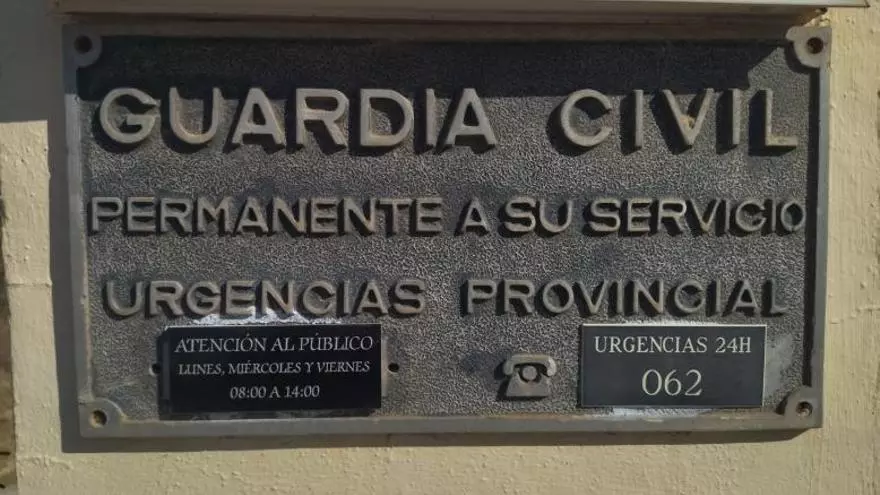 GUARDIA CIVIL
PERMANENTE A SU SERVICIO
URGENCIAS PROVINCIAL
ATENCIÓN AL PÚBLICO
LUNES, MIÉRCOLES Y VIERNES
08:00 A 14:00
URGENCIAS 24H
062